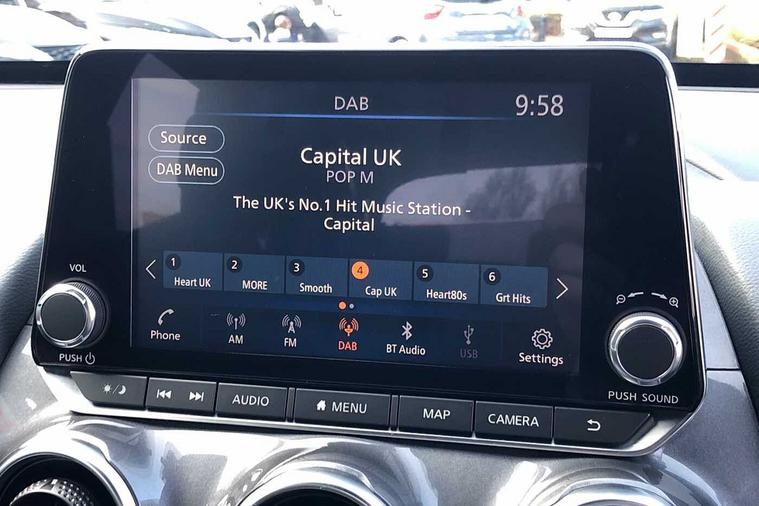 DAB
9:58
Source
DAB Menu
Capital UK
POP M
The UK's No.1 Hit Music Station -
Capital
1 Heart UK
2 MORE
3 Smooth
4 Cap UK
5 Heart80s
6 Grt Hits
Phone
AM
FM
DAB
BT Audio
USB
Settings
VOL
PUSH
PUSH SOUND
AUDIO
MENU
MAP
CAMERA